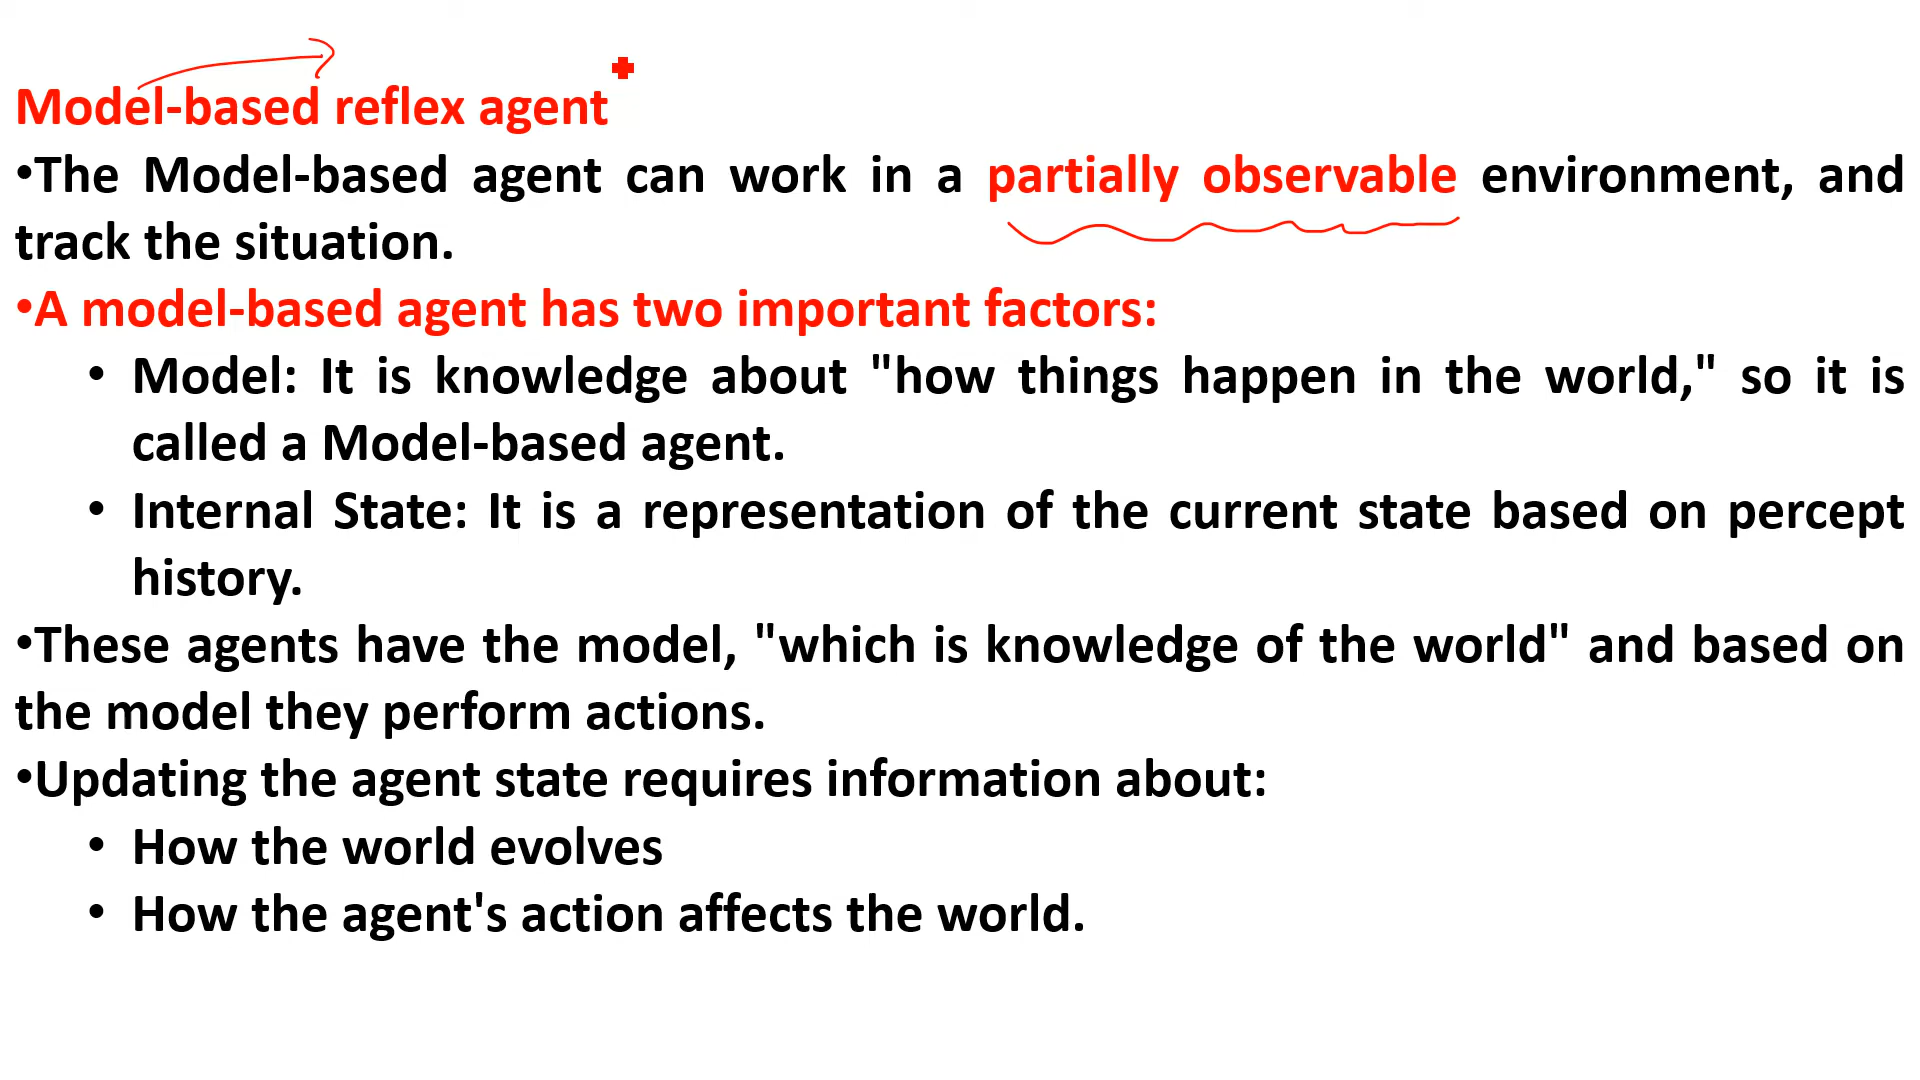 Model-based reflex agent
•The Model-based agent can work in a partially observable environment, and
track the situation.
•A model-based agent has two important factors:
• Model: It is knowledge about "how things happen in the world," so it is
called a Model-based agent.
• Internal State: It is a representation of the current state based on percept
history.
•These agents have the model, "which is knowledge of the world" and based on
the model they perform actions.
•Updating the agent state requires information about:
• How the world evolves
• How the agent's action affects the world.